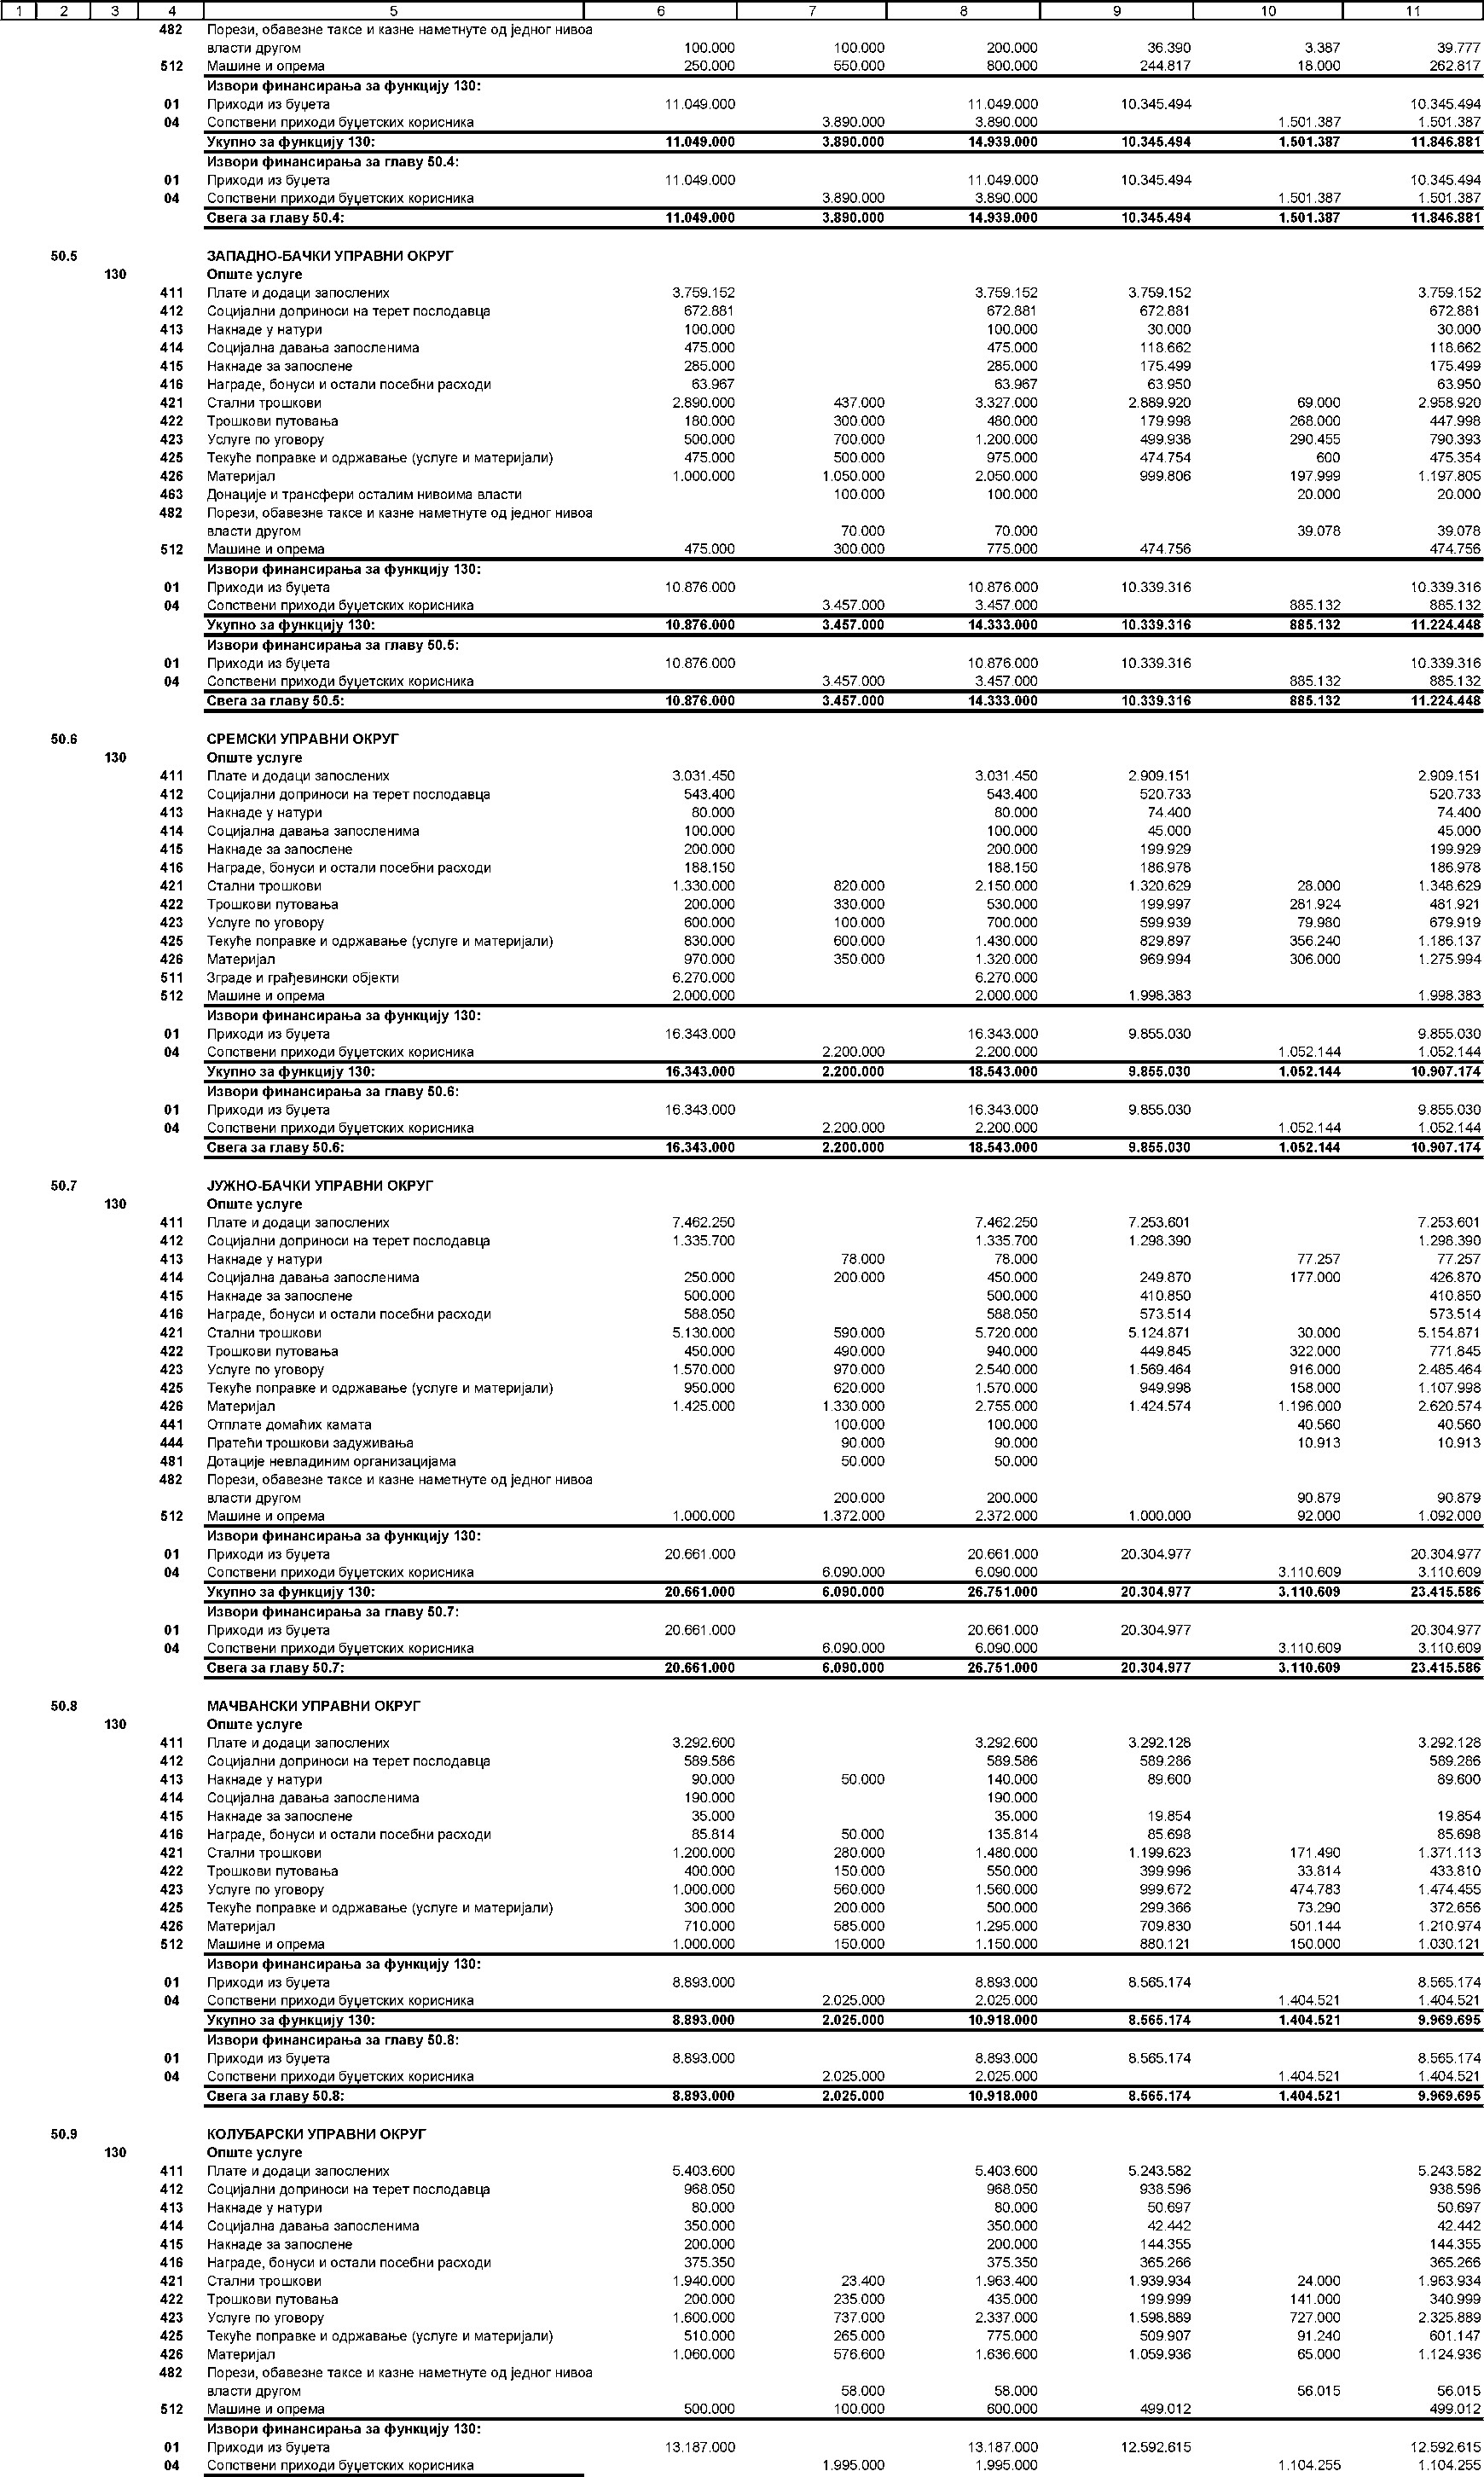 1 2 3 4 5 6 7 8 9 10 11
482 Порези, обавезне таксе и казне наметнуте од једног нивоа
власти другом 100.000 100.000 200.000 36.390 3.387 39.777
512 Машине и опрема 250.000 550.000 800.000 244.817 18.000 262.817
Извори финансирања за функцију 130:
01 Приходи из буџета 11.049.000 11.049.000 10.345.494 10.345.494
04 Сопствени приходи буџетских корисника 3.890.000 3.890.000 1.501.387 1.501.387
Укупно за функцију 130: 11.049.000 3.890.000 14.939.000 10.345.494 1.501.387 11.846.881
Извори финансирања за главу 50.4:
01 Приходи из буџета 11.049.000 11.049.000 10.345.494 10.345.494
04 Сопствени приходи буџетских корисника 3.890.000 3.890.000 1.501.387 1.501.387
Свега за главу 50.4: 11.049.000 3.890.000 14.939.000 10.345.494 1.501.387 11.846.881
50.5 ЗАПАДНО-БАЧКИ УПРАВНИ ОКРУГ
130 Опште услуге
411 Плате и додаци запослених 3.759.152 3.759.152 3.759.152 3.759.152
412 Социјални доприноси на терет послодавца 672.881 672.881 672.881 672.881
413 Накнаде у натури 100.000 100.000 30.000 30.000
414 Социјална давања запосленима 475.000 475.000 118.662 118.662
415 Накнаде за запослене 285.000 285.000 175.499 175.499
416 Награде, бонуси и остали посебни расходи 63.967 63.967 63.950 63.950
421 Стални трошкови 2.890.000 437.000 3.327.000 2.889.920 69.000 2.958.920
422 Трошкови путовања 180.000 300.000 480.000 179.998 268.000 447.998
423 Услуге по уговору 500.000 700.000 1.200.000 499.938 290.455 790.393
425 Текуће поправке и одржавање (услуге и материјали) 475.000 500.000 975.000 474.754 600 475.354
426 Материјал 1.000.000 1.050.000 2.050.000 999.806 197.999 1.197.805
463 Донације и трансфери осталим нивоима власти 100.000 100.000 20.000 20.000
482 Порези, обавезне таксе и казне наметнуте од једног нивоа
власти другом 70.000 70.000 39.078 39.078
512 Машине и опрема 475.000 300.000 775.000 474.756 474.756
Извори финансирања за функцију 130:
01 Приходи из буџета 10.876.000 10.876.000 10.339.316 10.339.316
04 Сопствени приходи буџетских корисника 3.457.000 3.457.000 885.132 885.132
Укупно за функцију 130: 10.876.000 3.457.000 14.333.000 10.339.316 885.132 11.224.448
Извори финансирања за главу 50.5:
01 Приходи из буџета 10.876.000 10.876.000 10.339.316 10.339.316
04 Сопствени приходи буџетских корисника 3.457.000 3.457.000 885.132 885.132
Свега за главу 50.5: 10.876.000 3.457.000 14.333.000 10.339.316 885.132 11.224.448
50.6 СРЕМСКИ УПРАВНИ ОКРУГ
130 Опште услуге
411 Плате и додаци запослених 3.031.450 3.031.450 2.909.151 2.909.151
412 Социјални доприноси на терет послодавца 543.400 543.400 520.733 520.733
413 Накнаде у натури 80.000 80.000 74.400 74.400
414 Социјална давања запосленима 100.000 100.000 45.000 45.000
415 Накнаде за запослене 200.000 200.000 199.929 199.929
416 Награде, бонуси и остали посебни расходи 188.150 188.150 186.978 186.978
421 Стални трошкови 1.330.000 820.000 2.150.000 1.320.629 28.000 1.348.629
422 Трошкови путовања 200.000 330.000 530.000 199.997 281.924 481.921
423 Услуге по уговору 600.000 100.000 700.000 599.939 79.980 679.919
425 Текуће поправке и одржавање (услуге и материјали) 830.000 600.000 1.430.000 829.897 356.240 1.186.137
426 Материјал 970.000 350.000 1.320.000 969.994 306.000 1.275.994
511 Зграде и грађевински објекти 6.270.000 6.270.000
512 Машине и опрема 2.000.000 2.000.000 1.998.383 1.998.383
Извори финансирања за функцију 130:
01 Приходи из буџета 16.343.000 16.343.000 9.855.030 9.855.030
04 Сопствени приходи буџетских корисника 2.200.000 2.200.000 1.052.144 1.052.144
Укупно за функцију 130: 16.343.000 2.200.000 18.543.000 9.855.030 1.052.144 10.907.174
Извори финансирања за главу 50.6:
01 Приходи из буџета 16.343.000 16.343.000 9.855.030 9.855.030
04 Сопствени приходи буџетских корисника 2.200.000 2.200.000 1.052.144 1.052.144
Свега за главу 50.6: 16.343.000 2.200.000 18.543.000 9.855.030 1.052.144 10.907.174
50.7 ЈУЖНО-БАЧКИ УПРАВНИ ОКРУГ
130 Опште услуге
411 Плате и додаци запослених 7.462.250 7.462.250 7.253.601 7.253.601
412 Социјални доприноси на терет послодавца 1.335.700 1.335.700 1.298.390 1.298.390
413 Накнаде у натури 78.000 78.000 77.257 77.257
414 Социјална давања запосленима 250.000 200.000 450.000 249.870 177.000 426.870
415 Накнаде за запослене 500.000 500.000 410.850 410.850
416 Награде, бонуси и остали посебни расходи 588.050 588.050 573.514 573.514
421 Стални трошкови 5.130.000 590.000 5.720.000 5.124.871 30.000 5.154.871
422 Трошкови путовања 450.000 490.000 940.000 449.845 322.000 771.845
423 Услуге по уговору 1.570.000 970.000 2.540.000 1.569.464 916.000 2.485.464
425 Текуће поправке и одржавање (услуге и материјали) 950.000 620.000 1.570.000 949.998 158.000 1.107.998
426 Материјал 1.425.000 1.330.000 2.755.000 1.424.574 1.196.000 2.620.574
441 Отплате домаћих камата 100.000 100.000 40.560 40.560
444 Пратећи трошкови задуживања 90.000 90.000 10.913 10.913
481 Дотације невладиним организацијама 50.000 50.000
482 Порези, обавезне таксе и казне наметнуте од једног нивоа
власти другом 200.000 200.000 90.879 90.879
512 Машине и опрема 1.000.000 1.372.000 2.372.000 1.000.000 92.000 1.092.000
Извори финансирања за функцију 130:
01 Приходи из буџета 20.661.000 20.661.000 20.304.977 20.304.977
04 Сопствени приходи буџетских корисника 6.090.000 6.090.000 3.110.609 3.110.609
Укупно за функцију 130: 20.661.000 6.090.000 26.751.000 20.304.977 3.110.609 23.415.586
Извори финансирања за главу 50.7:
01 Приходи из буџета 20.661.000 20.661.000 20.304.977 20.304.977
04 Сопствени приходи буџетских корисника 6.090.000 6.090.000 3.110.609 3.110.609
Свега за главу 50.7: 20.661.000 6.090.000 26.751.000 20.304.977 3.110.609 23.415.586
50.8 МАЧВАНСКИ УПРАВНИ ОКРУГ
130 Опште услуге
411 Плате и додаци запослених 3.292.600 3.292.600 3.292.128 3.292.128
412 Социјални доприноси на терет послодавца 589.586 589.586 589.286 589.286
413 Накнаде у натури 90.000 50.000 140.000 89.600 89.600
414 Социјална давања запосленима 190.000 190.000
415 Накнаде за запослене 35.000 35.000 19.854 19.854
416 Награде, бонуси и остали посебни расходи 85.814 50.000 135.814 85.698 85.698
421 Стални трошкови 1.200.000 280.000 1.480.000 1.199.623 171.490 1.371.113
422 Трошкови путовања 400.000 150.000 550.000 399.996 33.814 433.810
423 Услуге по уговору 1.000.000 560.000 1.560.000 999.672 474.783 1.474.455
425 Текуће поправке и одржавање (услуге и материјали) 300.000 200.000 500.000 299.366 73.290 372.656
426 Материјал 710.000 585.000 1.295.000 709.830 501.144 1.210.974
512 Машине и опрема 1.000.000 150.000 1.150.000 880.121 150.000 1.030.121
Извори финансирања за функцију 130:
01 Приходи из буџета 8.893.000 8.893.000 8.565.174 8.565.174
04 Сопствени приходи буџетских корисника 2.025.000 2.025.000 1.404.521 1.404.521
Укупно за функцију 130: 8.893.000 2.025.000 10.918.000 8.565.174 1.404.521 9.969.695
Извори финансирања за главу 50.8:
01 Приходи из буџета 8.893.000 8.893.000 8.565.174 8.565.174
04 Сопствени приходи буџетских корисника 2.025.000 2.025.000 1.404.521 1.404.521
Свега за главу 50.8: 8.893.000 2.025.000 10.918.000 8.565.174 1.404.521 9.969.695
50.9 КОЛУБАРСКИ УПРАВНИ ОКРУГ
130 Опште услуге
411 Плате и додаци запослених 5.403.600 5.403.600 5.243.582 5.243.582
412 Социјални доприноси на терет послодавца 968.050 968.050 938.596 938.596
413 Накнаде у натури 80.000 80.000 50.697 50.697
414 Социјална давања запосленима 350.000 350.000 42.442 42.442
415 Накнаде за запослене 200.000 200.000 144.355 144.355
416 Награде, бонуси и остали посебни расходи 375.350 375.350 365.266 365.266
421 Стални трошкови 1.940.000 23.400 1.963.400 1.939.934 24.000 1.963.934
422 Трошкови путовања 200.000 235.000 435.000 199.999 141.000 340.999
423 Услуге по уговору 1.600.000 737.000 2.337.000 1.598.889 727.000 2.325.889
425 Текуће поправке и одржавање (услуге и материјали) 510.000 265.000 775.000 509.907 91.240 601.147
426 Материјал 1.060.000 576.600 1.636.600 1.059.936 65.000 1.124.936
482 Порези, обавезне таксе и казне наметнуте од једног нивоа
власти другом 58.000 58.000 56.015 56.015
512 Машине и опрема 500.000 100.000 600.000 499.012 499.012
Извори финансирања за функцију 130:
01 Приходи из буџета 13.187.000 13.187.000 12.592.615 12.592.615
04 Сопствени приходи буџетских корисника 1.995.000 1.995.000 1.104.255 1.104.255